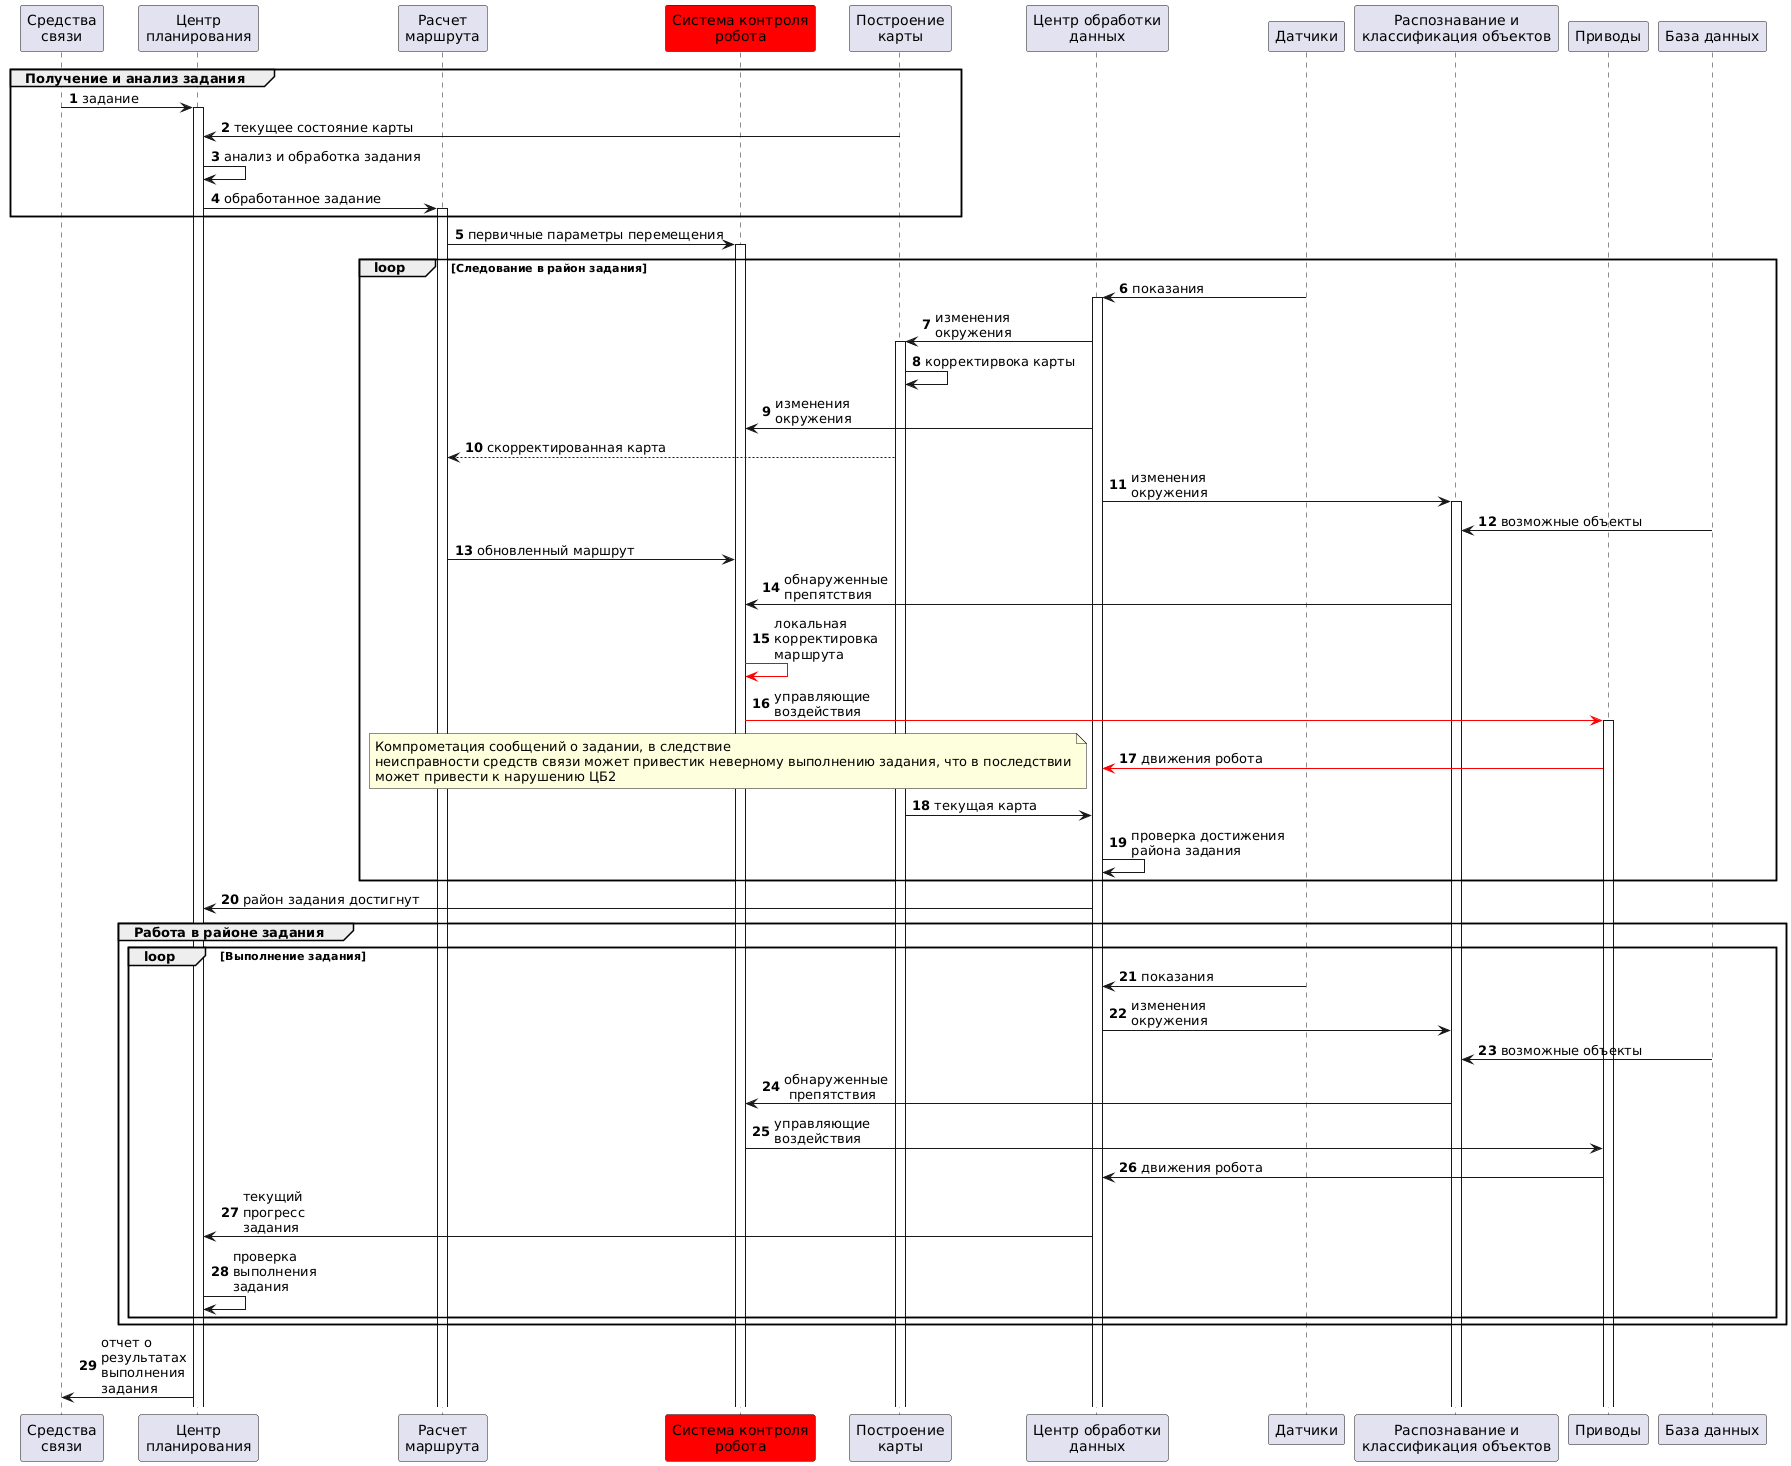 Средства
связи
Центр
планирования
Расчет
маршрута
Система контроля
робота
Построение
карты
Центр обработки
данных
Датчики
Распознавание и
классификация объектов
Приводы
База данных
Получение и анализ задания
1 задание
2 текущее состояние карты
3 анализ и обработка задания
4 обработанное задание
5 первичные параметры перемещения
loop [Следование в район задания]
6 показания
7 изменения
окружения
8 корректирвока карты
9 изменения
окружения
10 скорректированная карта
11 изменения
окружения
12 возможные объекты
13 обновленный маршрут
14 обнаруженные
препятствия
15 локальная
корректировка
маршрута
16 управляющие
воздействия
Компрометация сообщений о задании, в следствие
неисправности средств связи может привестик неверному выполнению задания, что в последствии
может привести к нарушению ЦБ2
17 движения робота
18 текущая карта
19 проверка достижения
района задания
20 район задания достигнут
Работа в районе задания
loop [Выполнение задания]
21 показания
22 изменения
окружения
23 возможные объекты
24 обнаруженные
препятствия
25 управляющие
воздействия
26 движения робота
27 текущий
прогресс
задания
28 проверка
выполнения
задания
29 отчет о
результатах
выполнения
задания
Средства
связи
Центр
планирования
Расчет
маршрута
Система контроля
робота
Построение
карты
Центр обработки
данных
Датчики
Распознавание и
классификация объектов
Приводы
База данных